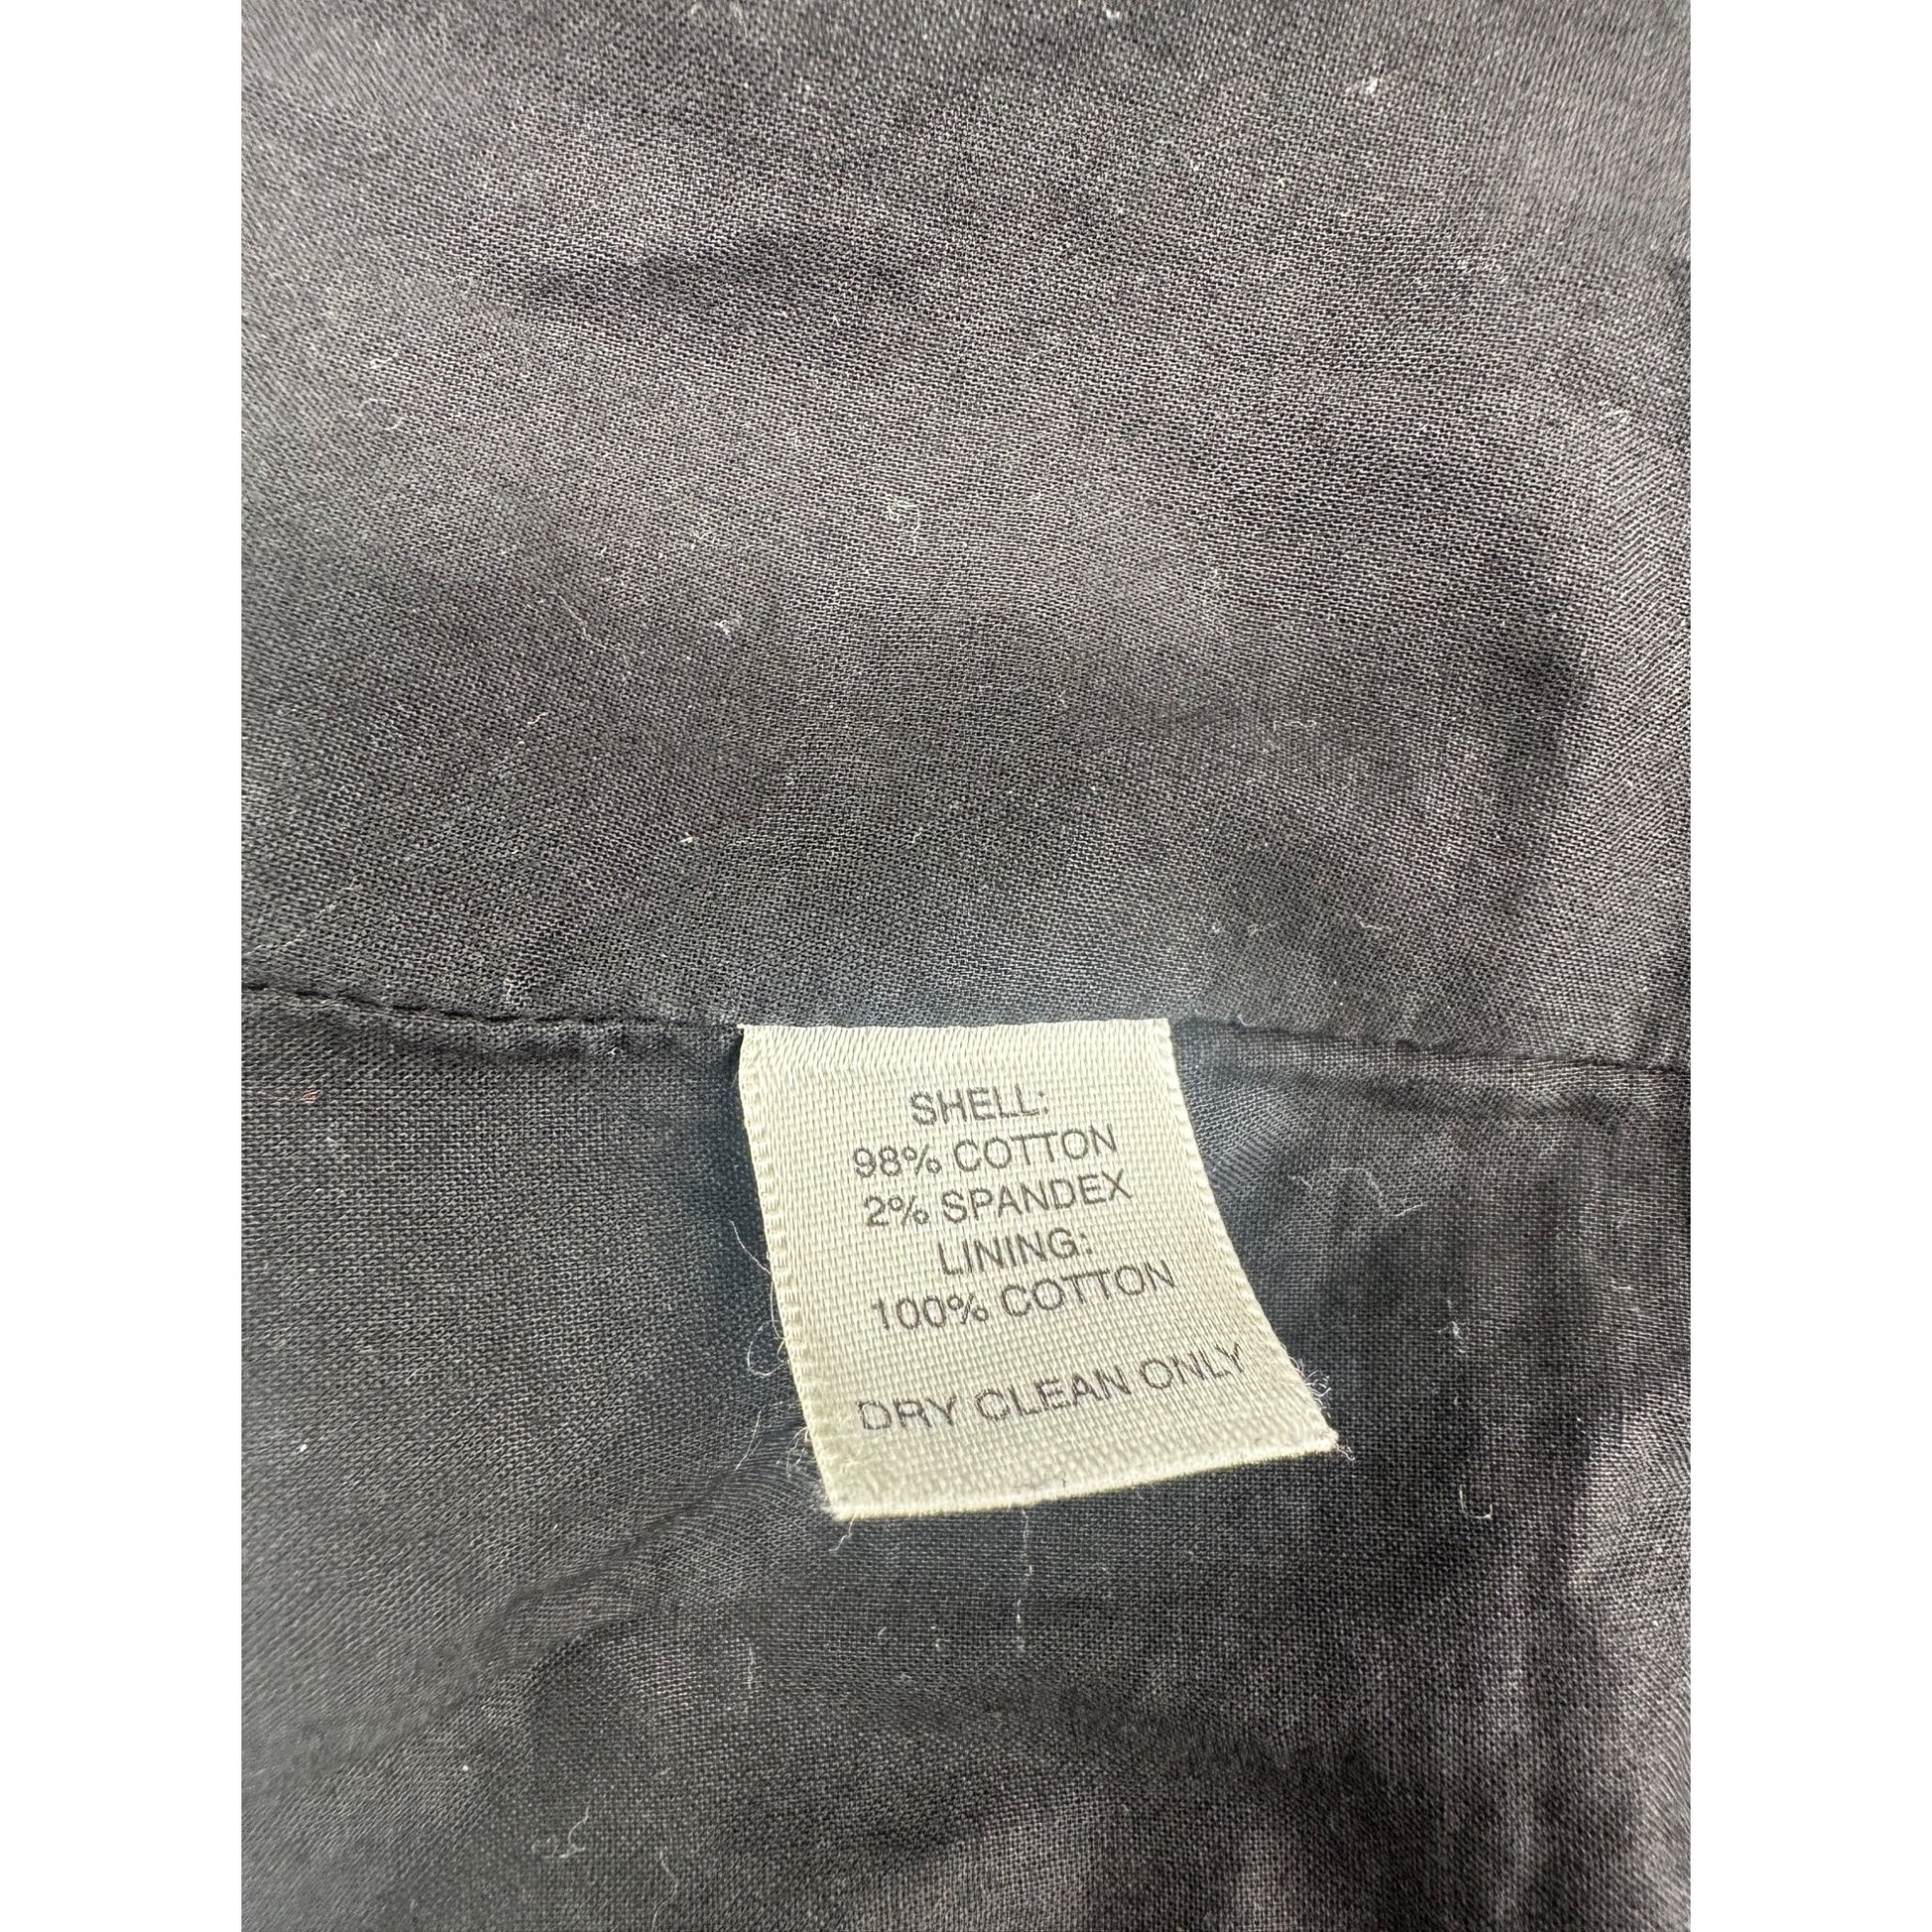 SHELL:
98% COTTON
2% SPANDEX
LINING:
100% COTTON
DRY CLEAN ONLY